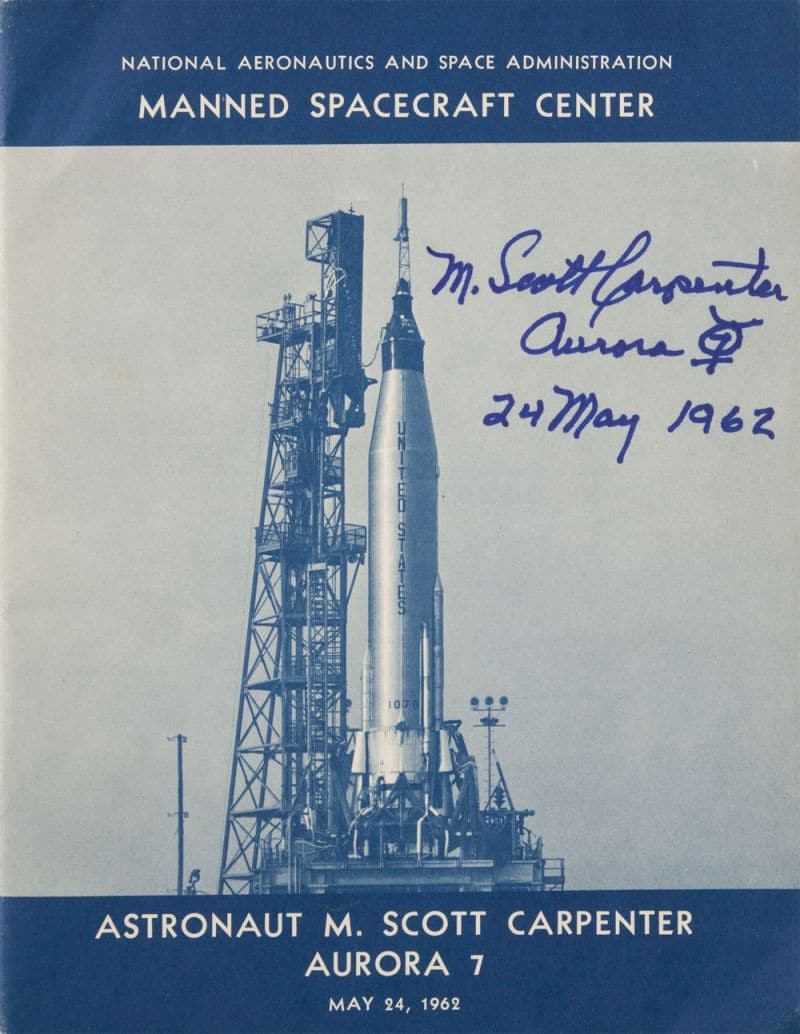 NATIONAL AERONAUTICS AND SPACE ADMINISTRATION
MANNED SPACECRAFT CENTER
M. Scott Carpenter
Aurora 7
24 May 1962
UNITED STATES
107D
ASTRONAUT M. SCOTT CARPENTER
AURORA 7
MAY 24, 1962